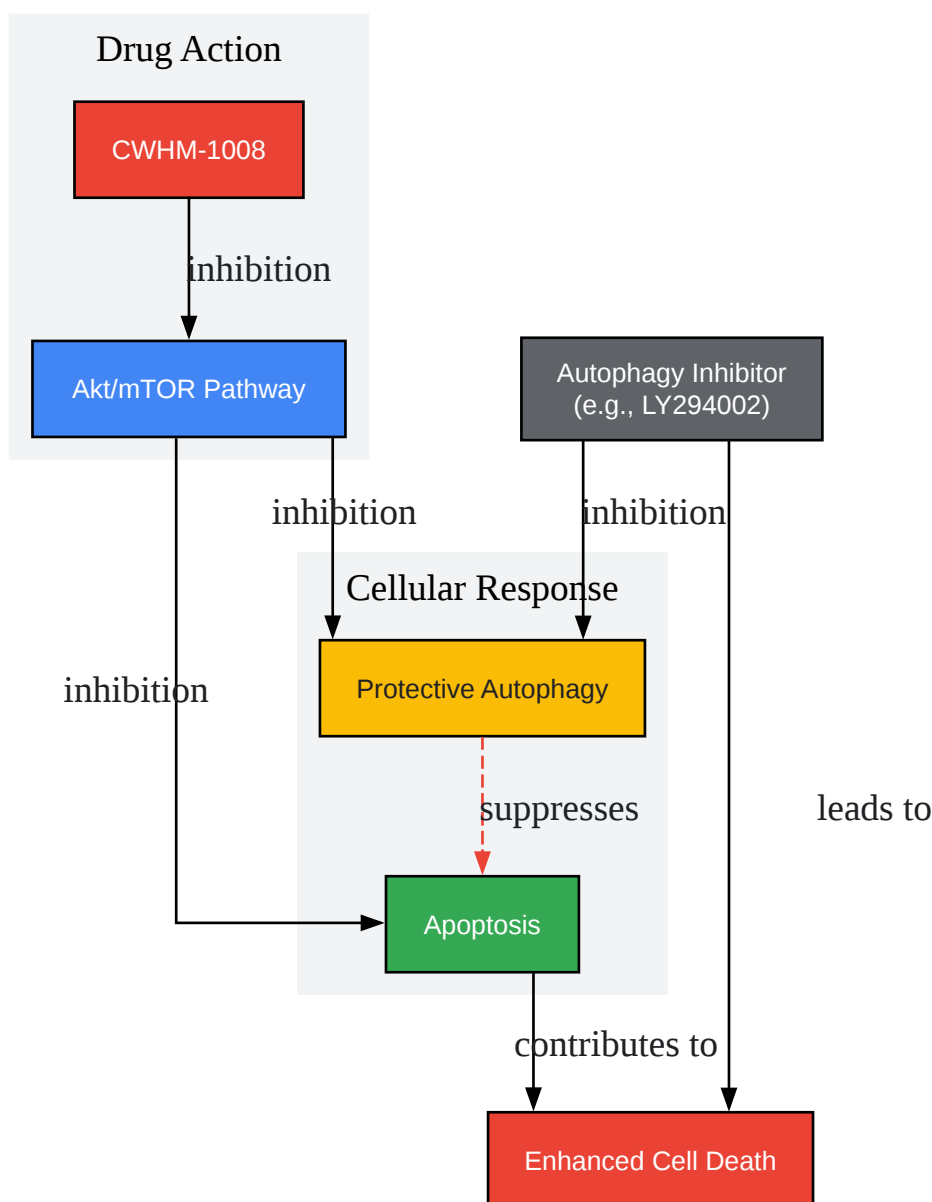 Drug Action
CWHM-1008
inhibition
Akt/mTOR Pathway
Autophagy Inhibitor
(e.g., LY294002)
inhibition
inhibition
Cellular Response
inhibition
Protective Autophagy
suppresses
leads to
Apoptosis
contributes to
Enhanced Cell Death